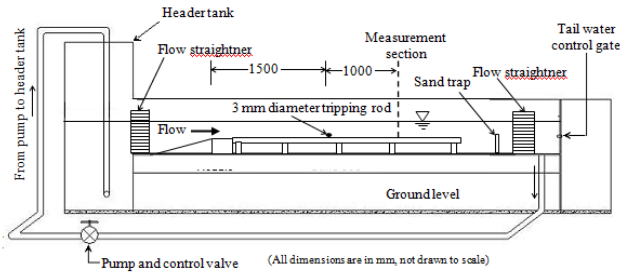 Header tank
From pump to header tank
Flow straightner
Measurement
section
Tail water
control gate
1500
1000
Sand trap
Flow straightner
3 mm diameter tripping rod
Flow
Ground level
Pump and control valve
(All dimensions are in mm, not drawn to scale)